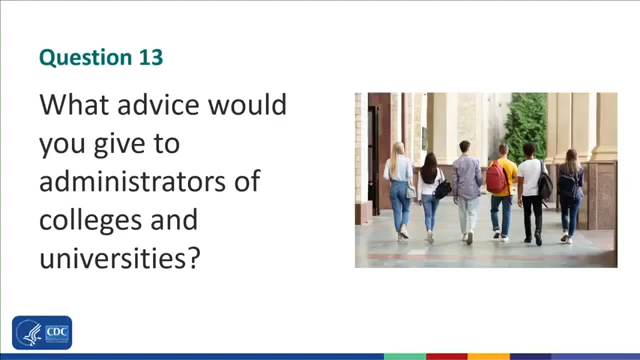 Question 13
What advice would
you give to
administrators of
colleges and
universities?
CDC